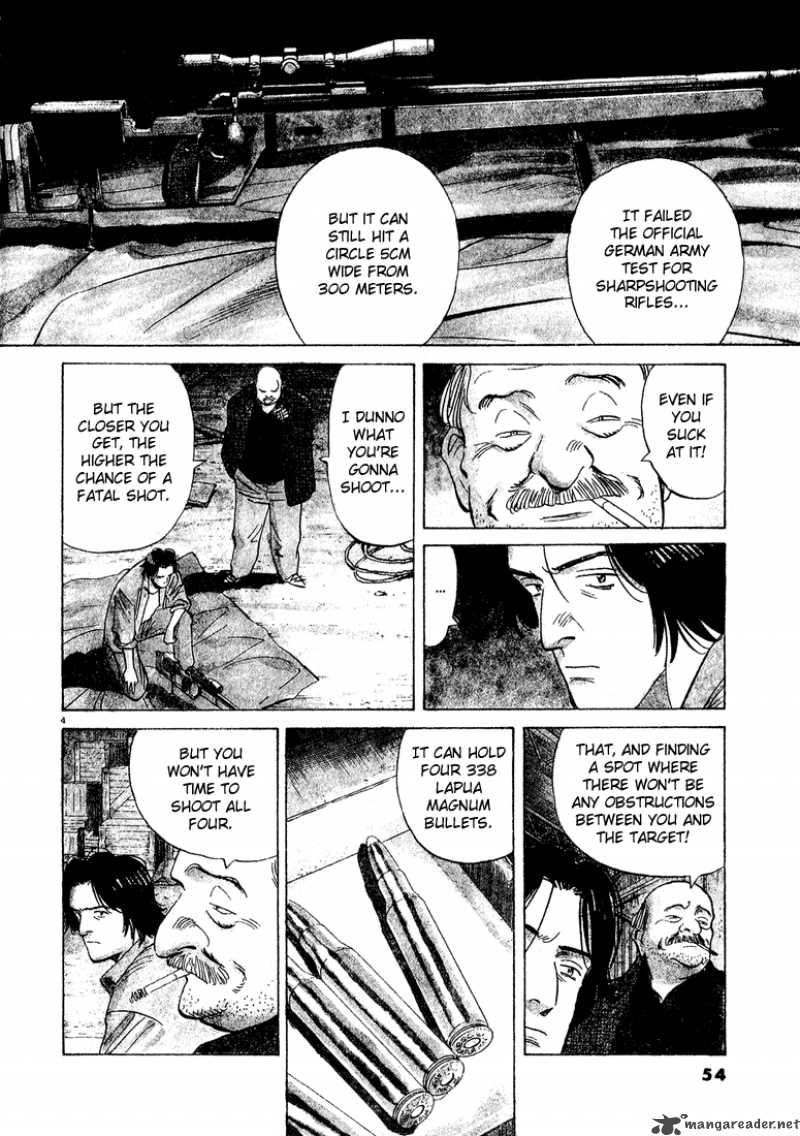 IT FAILED
THE OFFICIAL
GERMAN ARMY
TEST FOR
SHARPSHOOTING
RIFLES...
BUT IT CAN
STILL HIT A
CIRCLE 5CM
WIDE FROM
300 METERS.
EVEN IF
YOU
SUCK
AT IT!
I DUNNO
WHAT
YOU'RE
GONNA
SHOOT...
BUT THE
CLOSER YOU
GET, THE
HIGHER THE
CHANCE OF A
FATAL SHOT.
...
4
THAT, AND FINDING
A SPOT WHERE
THERE WON'T BE
ANY OBSTRUCTIONS
BETWEEN YOU AND
THE TARGET!
IT CAN HOLD
FOUR 338
LAPUA
MAGNUM
BULLETS.
BUT YOU
WON'T HAVE
TIME TO
SHOOT ALL
FOUR.
54
mangareader.net